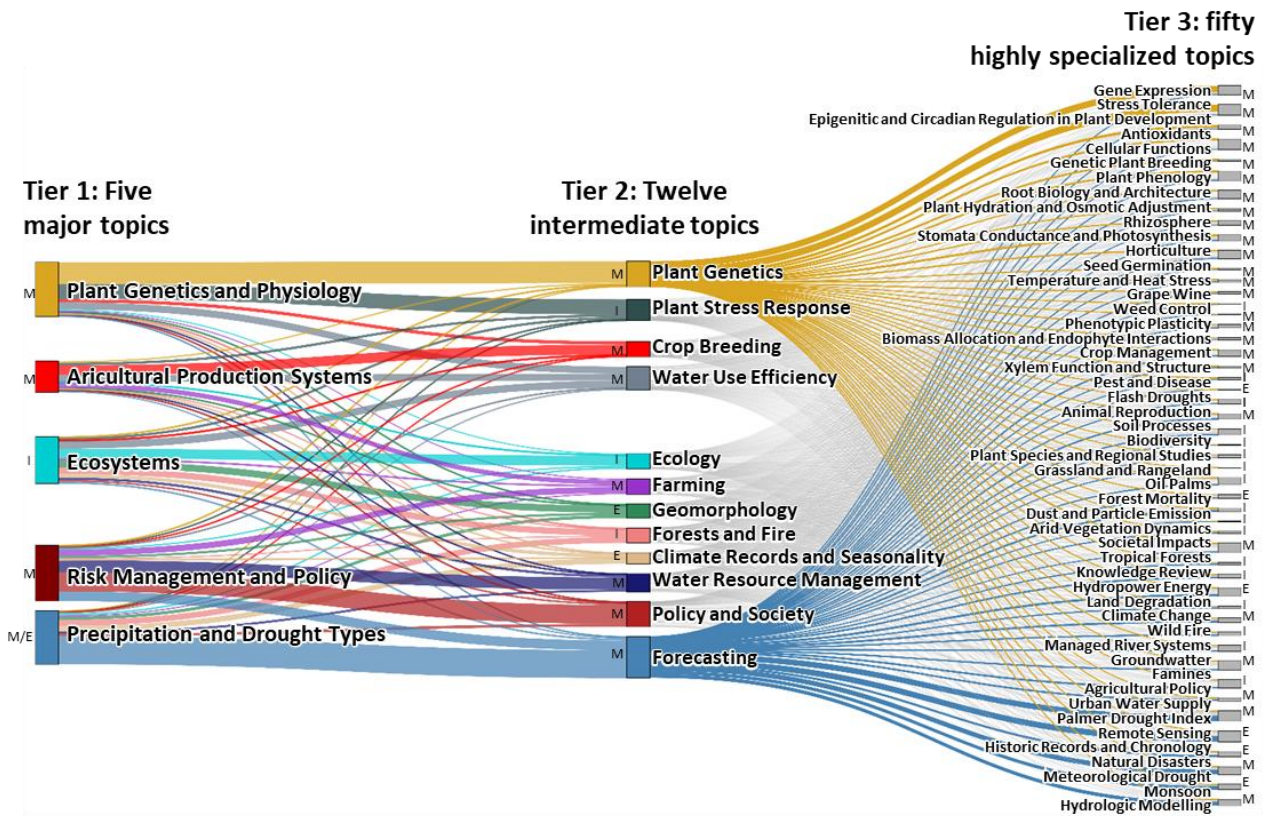 Tier 3: fifty
highly specialized topics
Tier 1: Five
major topics
Tier 2: Twelve
intermediate topics
M Plant Genetics and Physiology
M Aricultural Production Systems
I Ecosystems
M Risk Management and Policy
M/E Precipitation and Drought Types
M Plant Genetics
I Plant Stress Response
M Crop Breeding
M Water Use Efficiency
I Ecology
M Farming
E Geomorphology
I Forests and Fire
E Climate Records and Seasonality
M Water Resource Management
M Policy and Society
M Forecasting
Gene Expression M
Stress Tolerance M
Epigenitic and Circadian Regulation in Plant Development M
Antioxidants M
Cellular Functions M
Genetic Plant Breeding M
Plant Phenology M
Root Biology and Architecture M
Plant Hydration and Osmotic Adjustment M
Rhizosphere M
Stomata Conductance and Photosynthesis M
Horticulture M
Seed Germination M
Temperature and Heat Stress M
Grape Wine I
Weed Control M
Phenotypic Plasticity M
Biomass Allocation and Endophyte Interactions M
Crop Management M
Xylem Function and Structure M
Pest and Disease I
Flash Droughts E
Animal Reproduction I
Soil Processes M
Biodiversity I
Plant Species and Regional Studies I
Grassland and Rangeland I
Oil Palms I
Forest Mortality I
Dust and Particle Emission E
Arid Vegetation Dynamics I
Societal Impacts I
Tropical Forests I
Knowledge Review M
Hydropower Energy I
Land Degradation I
Climate Change E
Wild Fire I
Managed River Systems M
Groundwatter I
Famines I
Agricultural Policy M
Urban Water Supply I
Palmer Drought Index M
Remote Sensing M
Historic Records and Chronology E
Natural Disasters E
Meteorological Drought M
Monsoon E
Hydrologic Modelling M